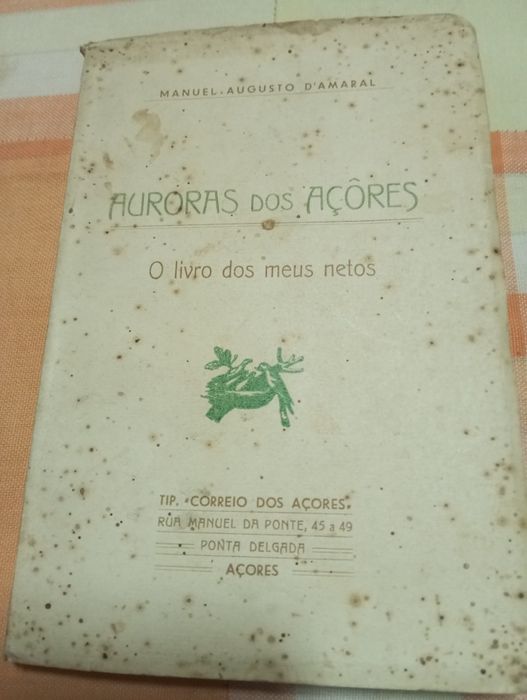 MANUEL AUGUSTO D'AMARAL
AURORAS DOS AÇÔRES
O livro dos meus netos
TIP. «CORREIO DOS AÇORES»
RUA MANUEL DA PONTE, 45 a 49
PONTA DELGADA
AÇORES